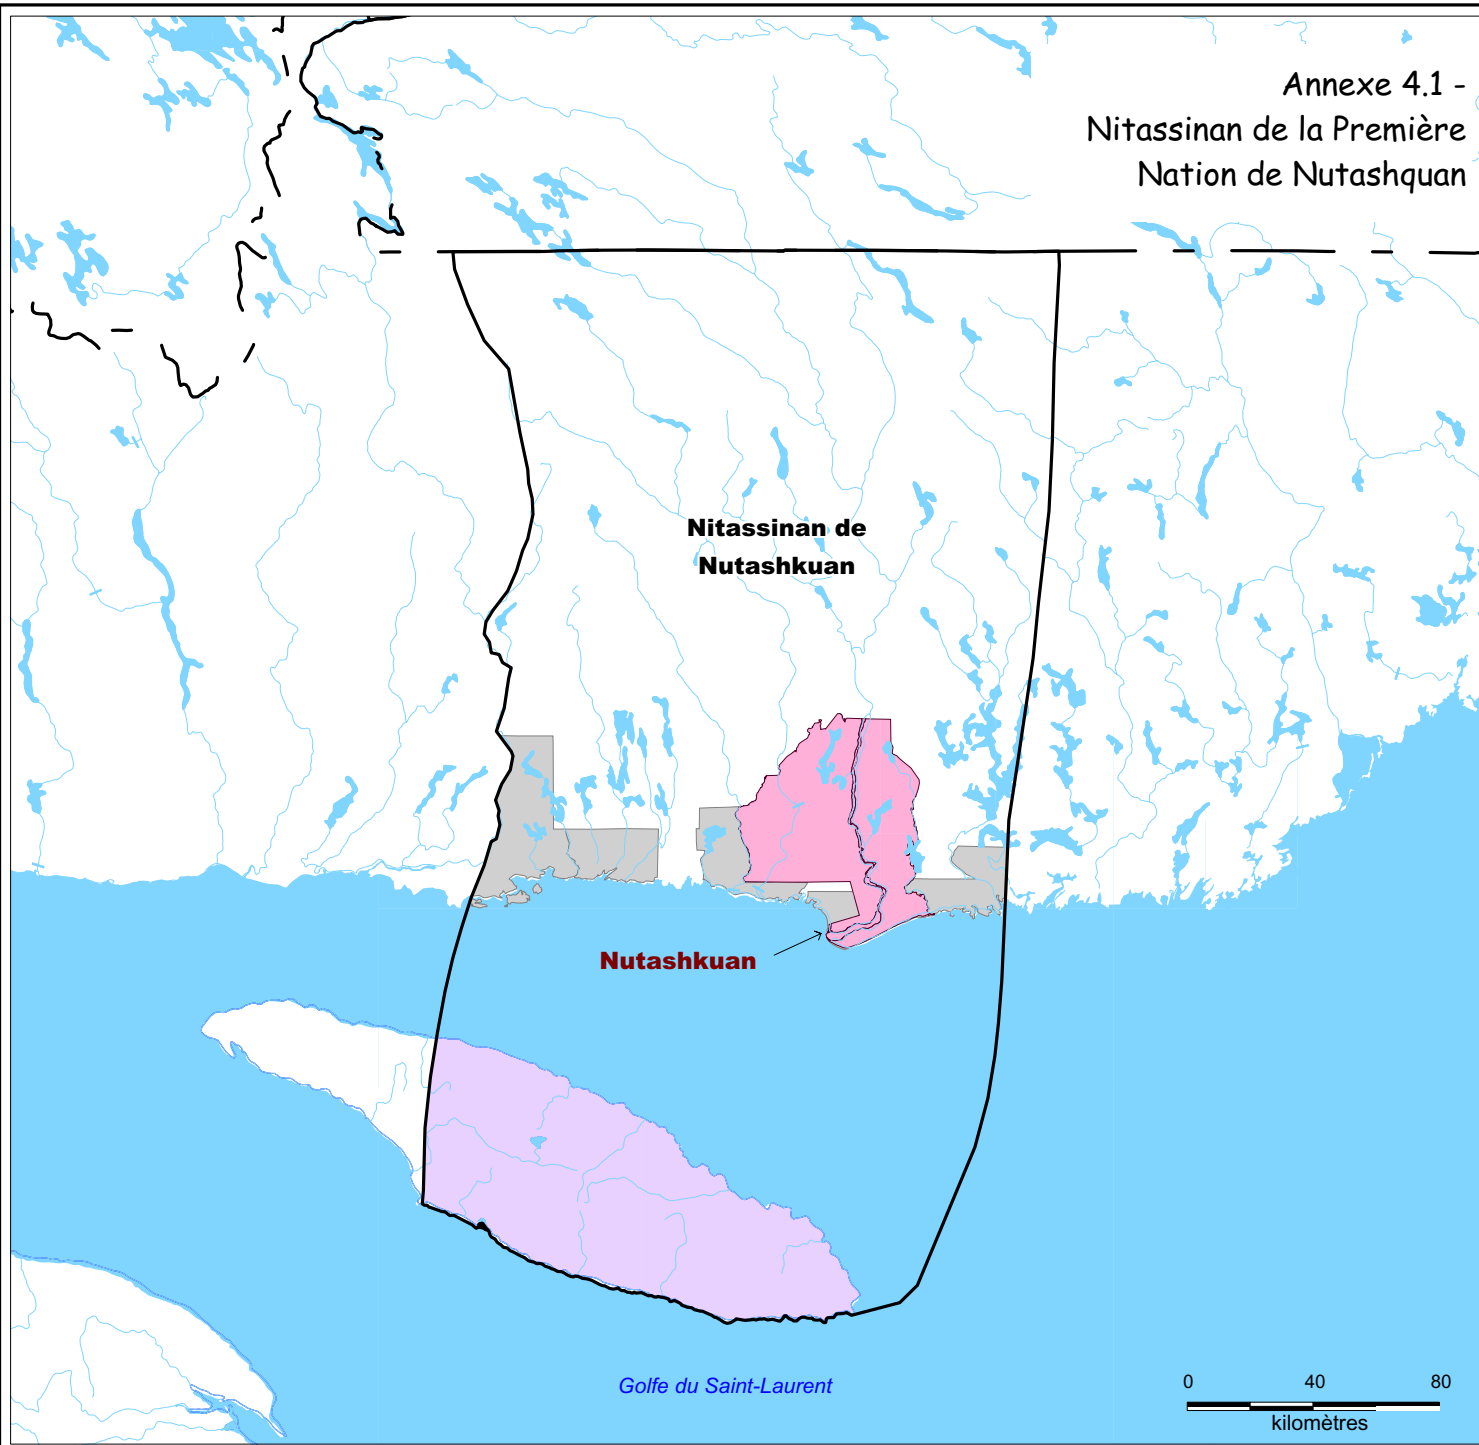 Annexe 4.1 -
Nitassinan de la Première
Nation de Nutashquan
Nitassinan de
Nutashkuan
Nutashkuan
Golfe du Saint-Laurent
0 40 80
kilomètres